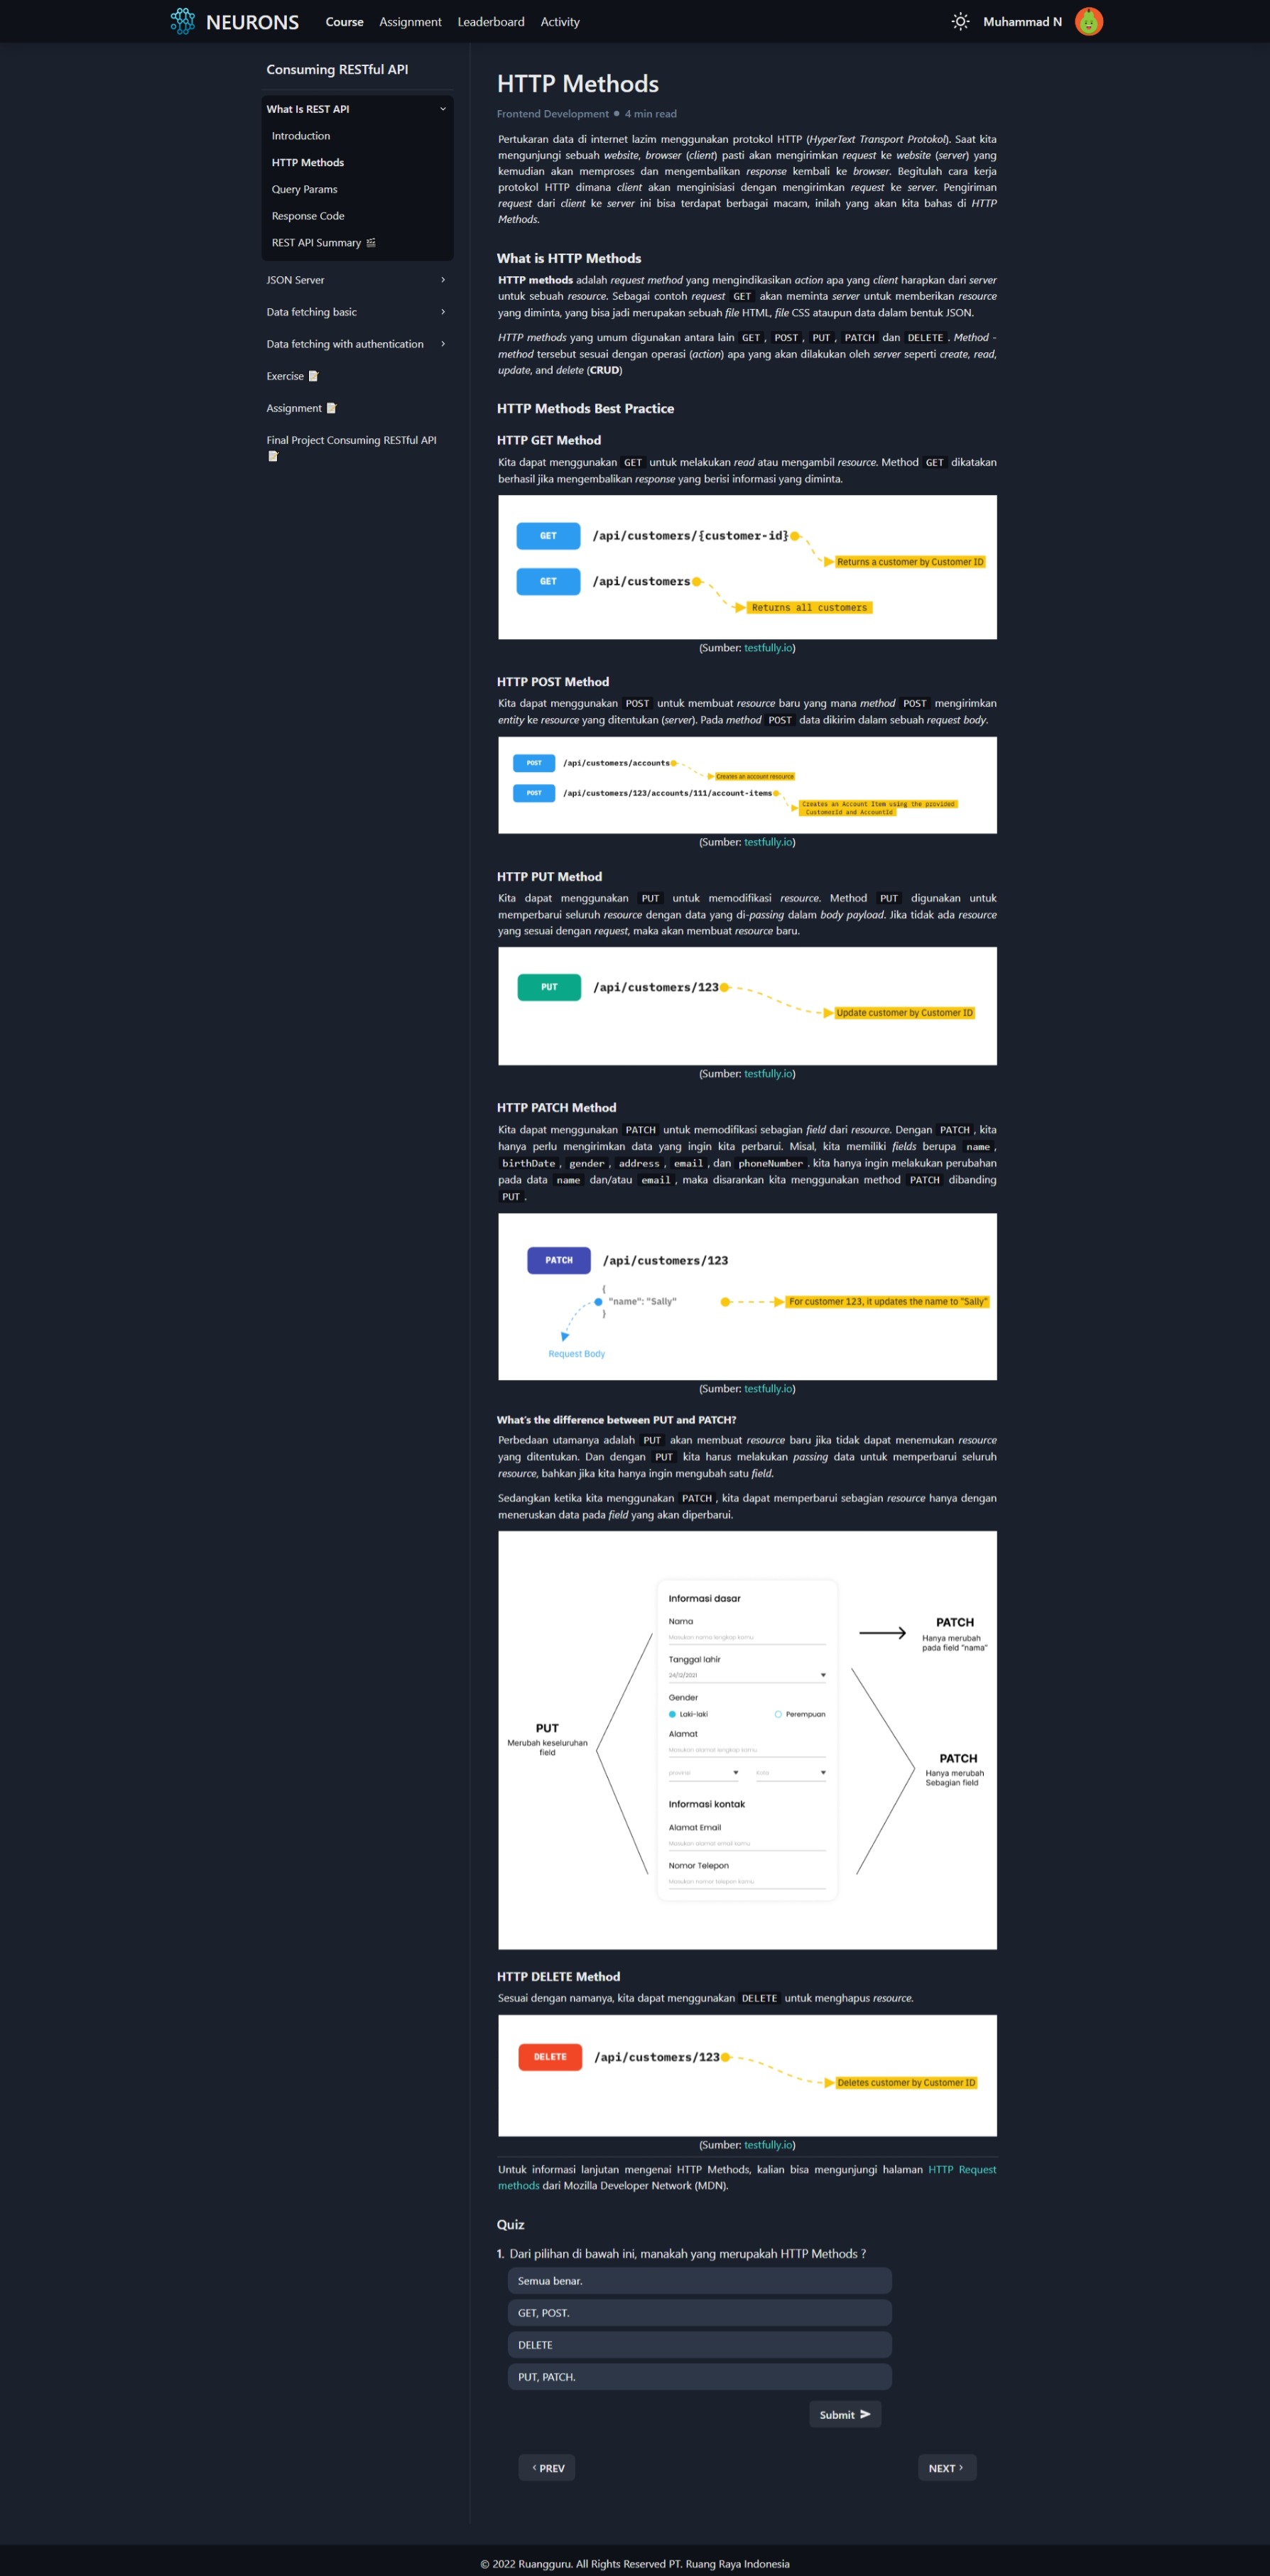 NEURONS
Course
Assignment
Leaderboard
Activity
Muhammad N
Consuming RESTful API
What Is REST API
Introduction
HTTP Methods
Query Params
Response Code
REST API Summary
JSON Server
Data fetching basic
Data fetching with authentication
Exercise
Assignment
Final Project Consuming RESTful API
HTTP Methods
Frontend Development • 4 min read
Pertukaran data di internet lazim menggunakan protokol HTTP (HyperText Transport Protokol). Saat kita
mengunjungi sebuah website, browser (client) pasti akan mengirimkan request ke website (server) yang
kemudian akan memproses dan mengembalikan response kembali ke browser. Begitulah cara kerja
protokol HTTP dimana client akan menginisiasi dengan mengirimkan request ke server. Pengiriman
request dari client ke server ini bisa terdapat berbagai macam, inilah yang akan kita bahas di HTTP
Methods.
What is HTTP Methods
HTTP methods adalah request method yang mengindikasikan action apa yang client harapkan dari server
untuk sebuah resource. Sebagai contoh request GET akan meminta server untuk memberikan resource
yang diminta, yang bisa jadi merupakan sebuah file HTML, file CSS ataupun data dalam bentuk JSON.
HTTP methods yang umum digunakan antara lain GET , POST , PUT , PATCH dan DELETE . Method -
method tersebut sesuai dengan operasi (action) apa yang akan dilakukan oleh server seperti create, read,
update, and delete (CRUD)
HTTP Methods Best Practice
HTTP GET Method
Kita dapat menggunakan GET untuk melakukan read atau mengambil resource. Method GET dikatakan
berhasil jika mengembalikan response yang berisi informasi yang diminta.
GET /api/customers/{customer-id}
Returns a customer by Customer ID
GET /api/customers
Returns all customers
(Sumber: testfully.io)
HTTP POST Method
Kita dapat menggunakan POST untuk membuat resource baru yang mana method POST mengirimkan
entity ke resource yang ditentukan (server). Pada method POST data dikirim dalam sebuah request body.
POST /api/customers/accounts
Creates an account resource
POST /api/customers/123/accounts/111/account-items
Creates an Account Item using the provided
CustomerId and AccountId
(Sumber: testfully.io)
HTTP PUT Method
Kita dapat menggunakan PUT untuk memodifikasi resource. Method PUT digunakan untuk
memperbarui seluruh resource dengan data yang di-passing dalam body payload. Jika tidak ada resource
yang sesuai dengan request, maka akan membuat resource baru.
PUT /api/customers/123
Update customer by Customer ID
(Sumber: testfully.io)
HTTP PATCH Method
Kita dapat menggunakan PATCH untuk memodifikasi sebagian field dari resource. Dengan PATCH , kita
hanya perlu mengirimkan data yang ingin kita perbarui. Misal, kita memiliki fields berupa name ,
birthDate , gender , address , email , dan phoneNumber . kita hanya ingin melakukan perubahan
pada data name dan/atau email , maka disarankan kita menggunakan method PATCH dibanding
PUT .
PATCH /api/customers/123
{
"name": "Sally"
For customer 123, it updates the name to "Sally"
}
Request Body
(Sumber: testfully.io)
What's the difference between PUT and PATCH?
Perbedaan utamanya adalah PUT akan membuat resource baru jika tidak dapat menemukan resource
yang ditentukan. Dan dengan PUT kita harus melakukan passing data untuk memperbarui seluruh
resource, bahkan jika kita hanya ingin mengubah satu field.
Sedangkan ketika kita menggunakan PATCH , kita dapat memperbarui sebagian resource hanya dengan
meneruskan data pada field yang akan diperbarui.
PUT
Merubah keseluruhan
field
Informasi dasar
Nama
Masukan nama lengkap kamu
Tanggal lahir
24/12/2021
Gender
Laki-laki
Perempuan
Alamat
Masukan alamat lengkap kamu
provinsi
Kota
Informasi kontak
Alamat Email
Masukan alamat email kamu
Nomor Telepon
Masukan nomor telepon kamu
PATCH
Hanya merubah
pada field "nama"
PATCH
Hanya merubah
Sebagian field
HTTP DELETE Method
Sesuai dengan namanya, kita dapat menggunakan DELETE untuk menghapus resource.
DELETE /api/customers/123
Deletes customer by Customer ID
(Sumber: testfully.io)
Untuk informasi lanjutan mengenai HTTP Methods, kalian bisa mengunjungi halaman HTTP Request
methods dari Mozilla Developer Network (MDN).
Quiz
1. Dari pilihan di bawah ini, manakah yang merupakah HTTP Methods ?
Semua benar.
GET, POST.
DELETE
PUT, PATCH.
Submit
PREV
NEXT
© 2022 Ruangguru. All Rights Reserved PT. Ruang Raya Indonesia